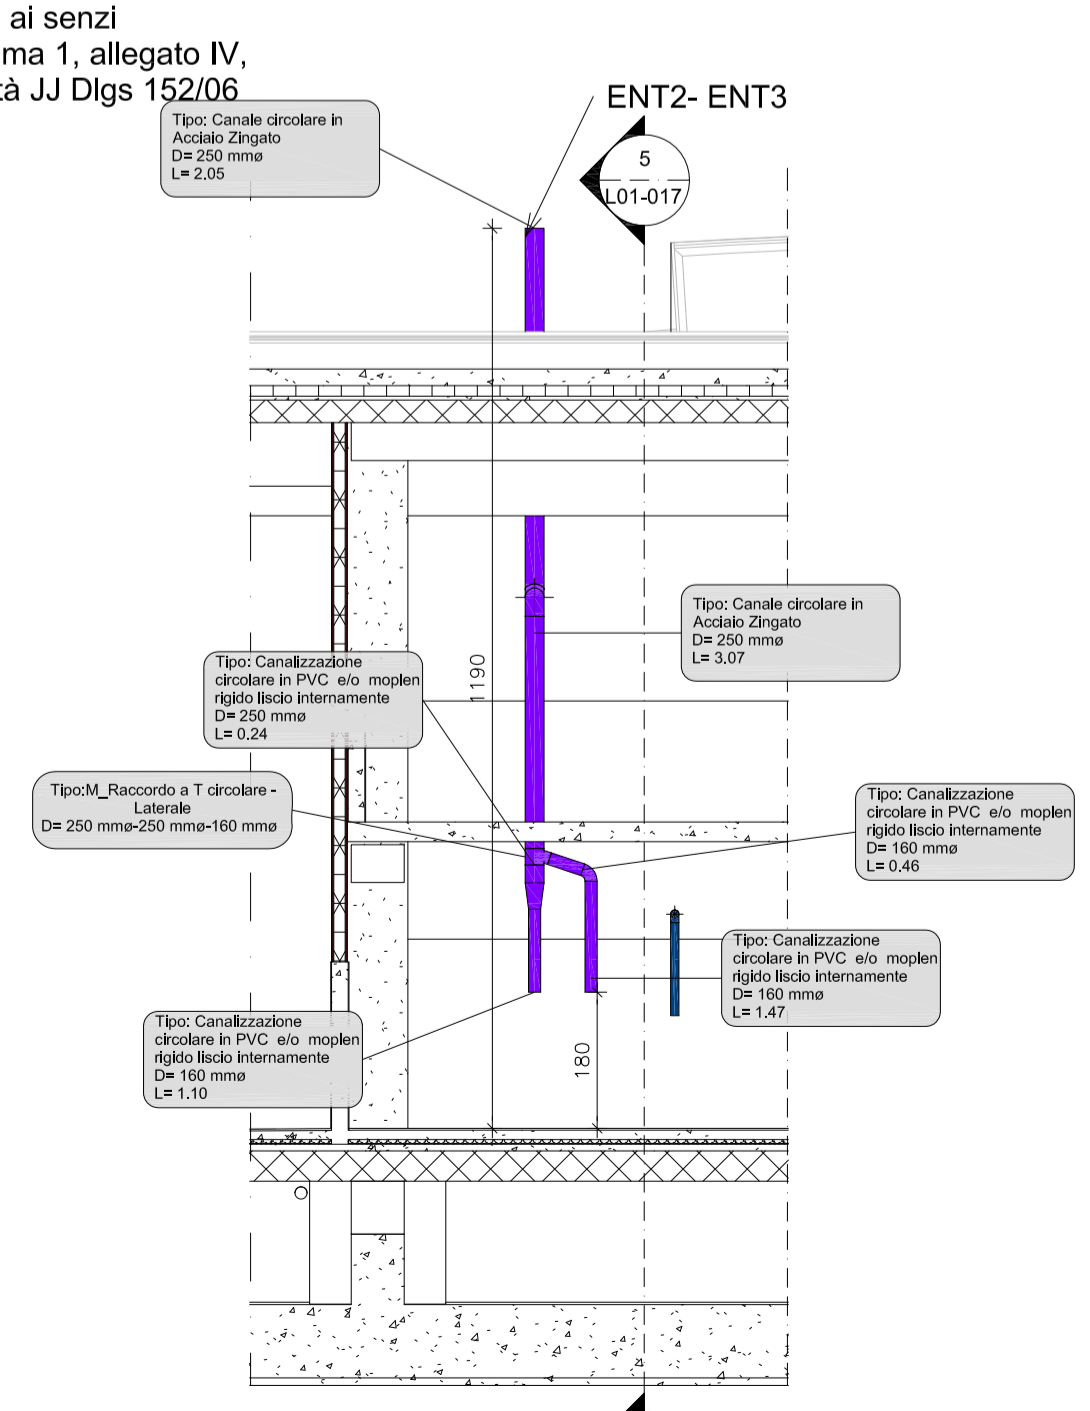 ai senzi
ma 1, allegato IV,
tà JJ Dlgs 152/06
ENT2- ENT3
Tipo: Canale circolare in
Acciaio Zingato
D= 250 mmø
L= 2.05
5
L01-017
Tipo: Canale circolare in
Acciaio Zingato
D= 250 mmø
L= 3.07
1190
Tipo: Canalizzazione
circolare in PVC e/o moplen
rigido liscio internamente
D= 250 mmø
L= 0.24
Tipo:M_Raccordo a T circolare -
Laterale
D= 250 mmø-250 mmø-160 mmø
Tipo: Canalizzazione
circolare in PVC e/o moplen
rigido liscio internamente
D= 160 mmø
L= 0.46
Tipo: Canalizzazione
circolare in PVC e/o moplen
rigido liscio internamente
D= 160 mmø
L= 1.47
Tipo: Canalizzazione
circolare in PVC e/o moplen
rigido liscio internamente
D= 160 mmø
L= 1.10
180